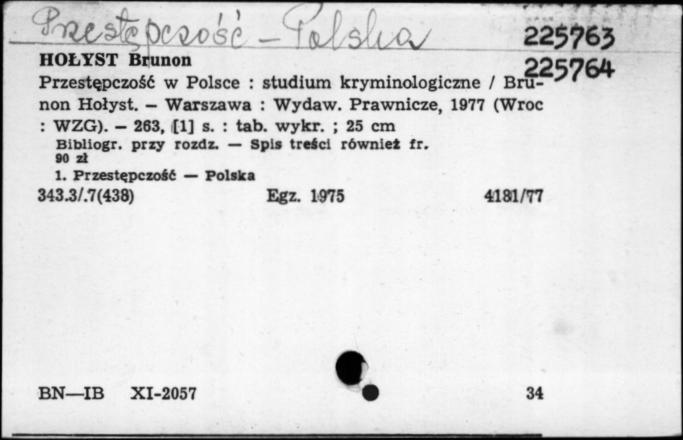 Przestępczość – Polska
225763
HOŁYST Brunon
225764
Przestępczość w Polsce : studium kryminologiczne / Bru-
non Hołyst. – Warszawa : Wydaw. Prawnicze, 1977 (Wroc
: WZG). – 263, [1] s. : tab. wykr. ; 25 cm
Bibliogr. przy rozdz. — Spis treści również fr.
90 zł
1. Przestępczość — Polska
343.3/.7(438) Egz. 1975 4181/77
BN—IB XI-2057 34